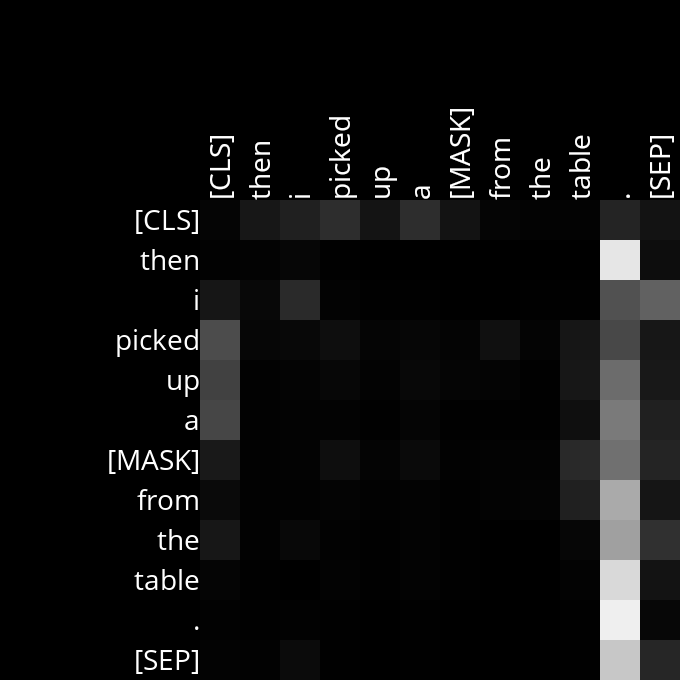 [CLS] then i picked up a [MASK] from the table . [SEP]
[CLS]
then
i
picked
up
a
[MASK]
from
the
table
.
[SEP]